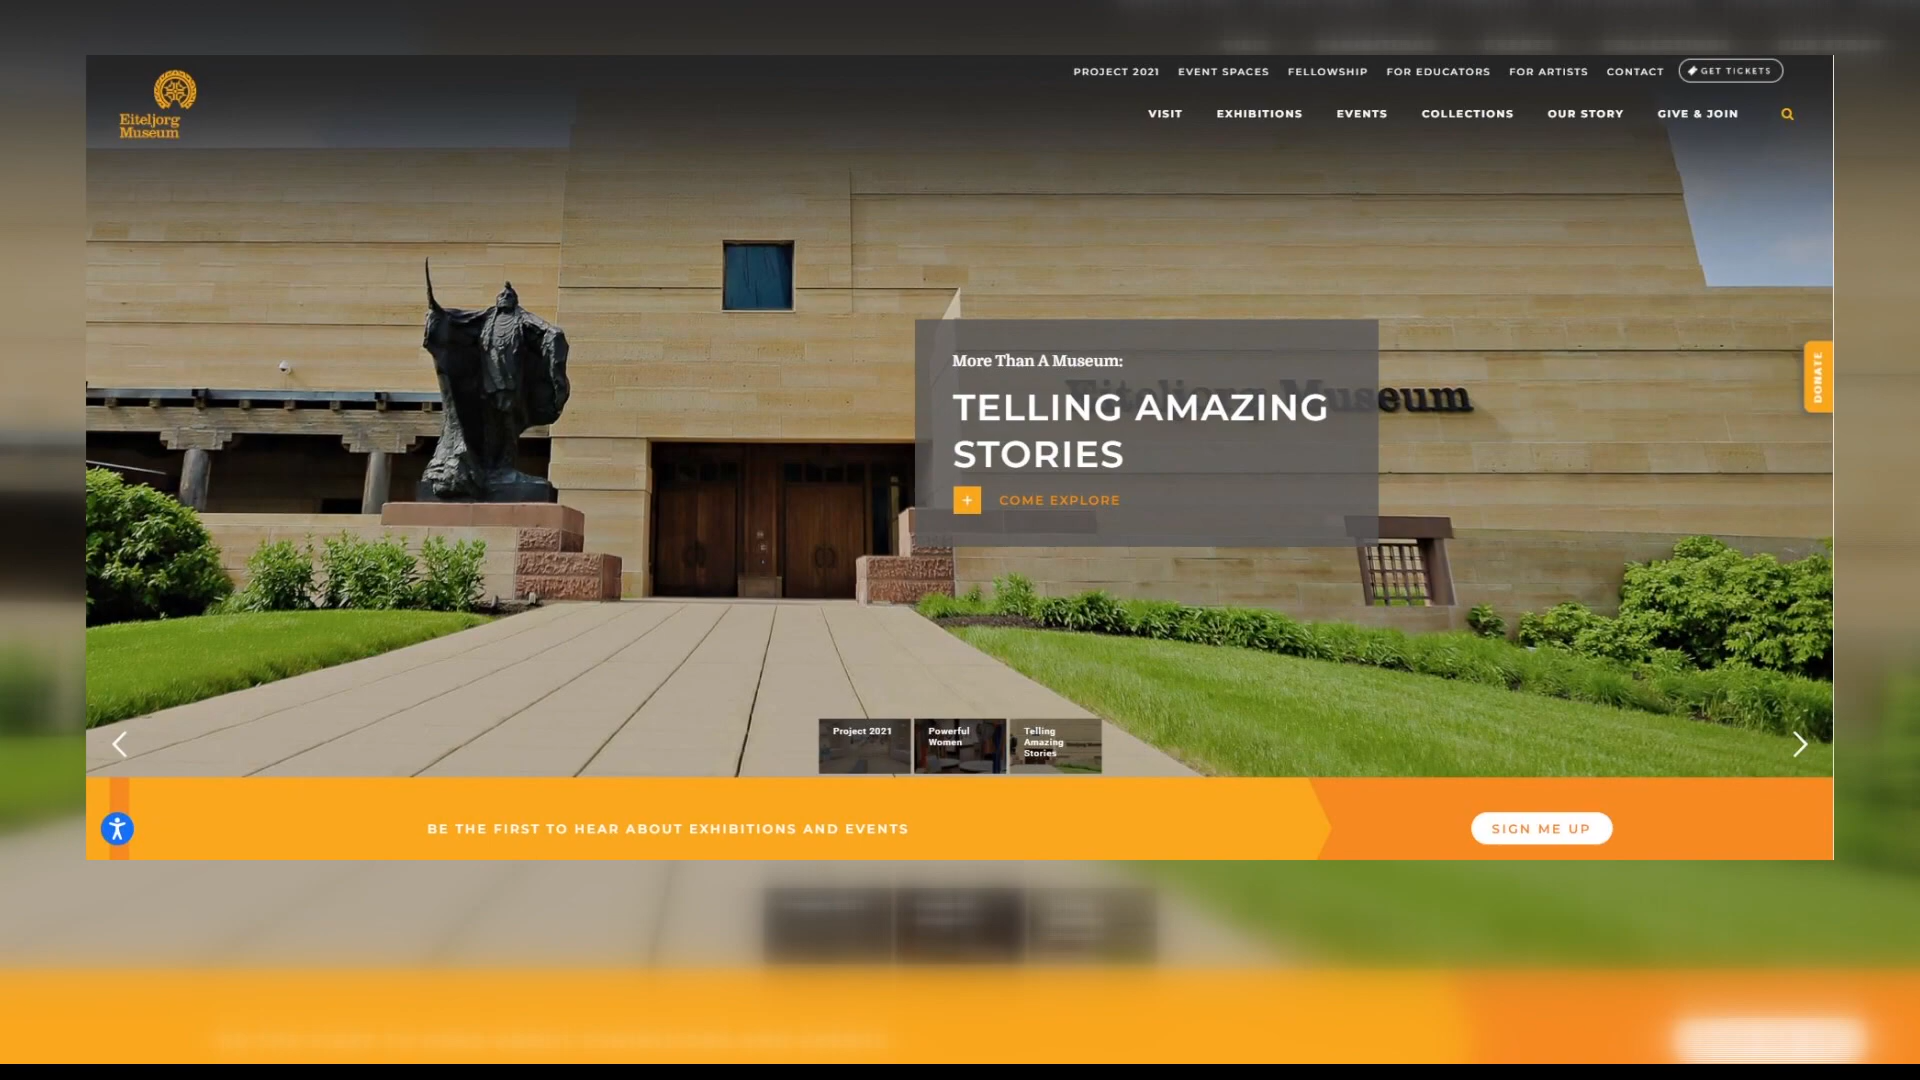 PROJECT 2021 EVENT SPACES FELLOWSHIP FOR EDUCATORS FOR ARTISTS CONTACT GET TICKETS
Eiteljorg
Museum
VISIT EXHIBITIONS EVENTS COLLECTIONS OUR STORY GIVE & JOIN
More Than A Museum:
Eiteljorg Museum
TELLING AMAZING
STORIES
+ COME EXPLORE
DONATE
Project 2021
Powerful
Women
Telling
Amazing
Stories
BE THE FIRST TO HEAR ABOUT EXHIBITIONS AND EVENTS
SIGN ME UP